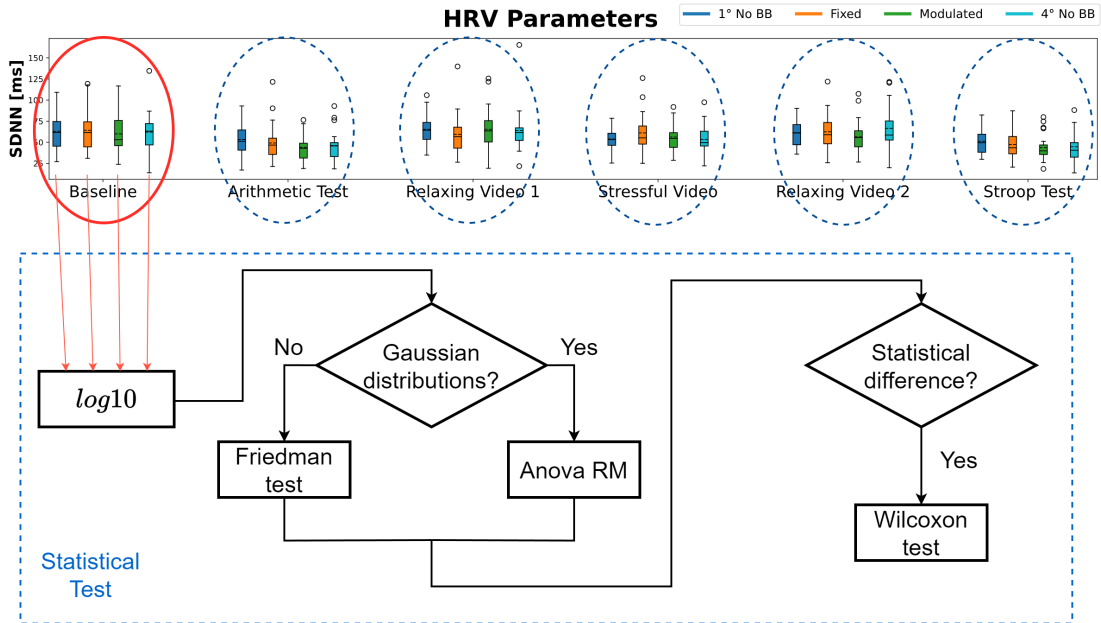 HRV Parameters
1° No BB
Fixed
Modulated
4° No BB
SDNN [ms]
150
125
100
75
50
25
Baseline
Arithmetic Test
Relaxing Video 1
Stressful Video
Relaxing Video 2
Stroop Test
No
Gaussian
distributions?
Yes
Statistical
difference?
log10
Friedman
test
Anova RM
Yes
Wilcoxon
test
Statistical
Test